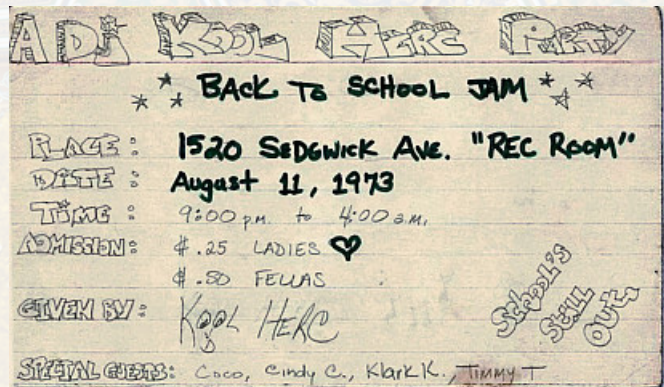 A DJ KOOL HERC PARTY
BACK TO SCHOOL JAM
PLACE: 1520 SEDGWICK AVE. "REC ROOM"
DATE: August 11, 1973
TIME: 9:00 p.m. to 4:00 a.m.
ADMISSION: $.25 LADIES ♥
$.50 FELLAS
SCHOOL'S STILL OUT.
GIVEN BY: KOOL HERC
SPECIAL GUESTS: Coco, Cindy C., Klark K., Timmy T